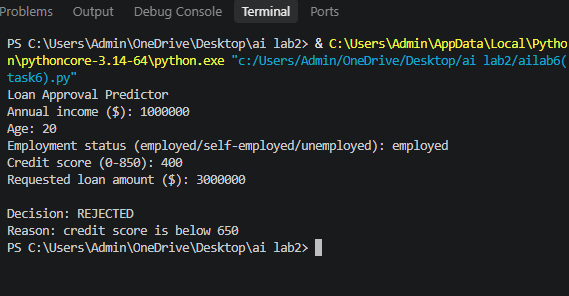 Problems Output Debug Console Terminal Ports
PS C:\Users\Admin\OneDrive\Desktop\ai lab2> & C:\Users\Admin\AppData\Local\Pytho
n\pythoncore-3.14-64\python.exe "c:/Users/Admin/OneDrive/Desktop/ai lab2/ailab6(
task6).py"
Loan Approval Predictor
Annual income ($): 1000000
Age: 20
Employment status (employed/self-employed/unemployed): employed
Credit score (0-850): 400
Requested loan amount ($): 3000000
Decision: REJECTED
Reason: credit score is below 650
PS C:\Users\Admin\OneDrive\Desktop\ai lab2>